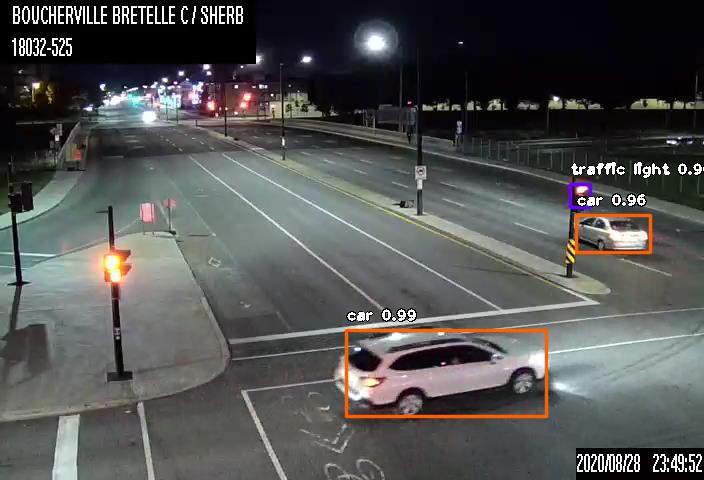 BOUCHERVILLE BRETELLE C / SHERB
18032-525
traffic light 0.9
car 0.96
car 0.99
2020/08/28 23:49:52